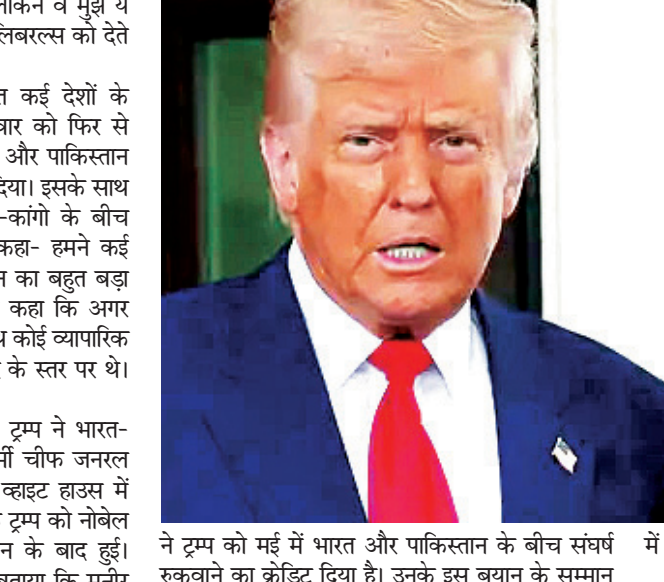 लिबरल्स को देते
कई देशों के
को फिर से
और पाकिस्तान
दिया। इसके साथ
-कांगो के बीच
कहा- हमने कई
का बहुत बड़ा
कहा कि अगर
कोई व्यापारिक
के स्तर पर थे।
ट्रम्प ने भारत-
चीफ जनरल
व्हाइट हाउस में
ट्रम्प को नोबेल
के बाद हुई।
ने ट्रम्प को मई में भारत और पाकिस्तान के बीच संघर्ष
रुकवाने का क्रेडिट दिया है। उनके इस बयान के सम्मान
में